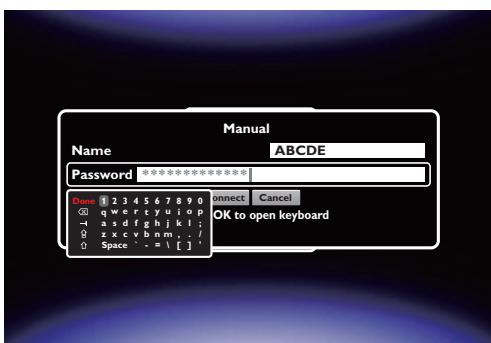 Manual
Name ABCDE
Password *************
onnect Cancel
OK to open keyboard
Done 1 2 3 4 5 6 7 8 9 0
q w e r t y u i o p
a s d f g h j k l ;
z x c v b n m , . /
Space ` - = \ [ ] '